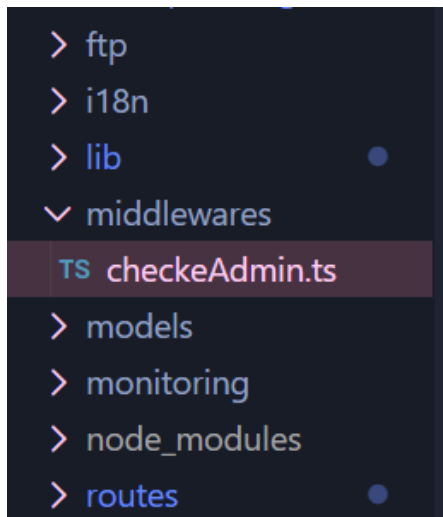 ftp
i18n
lib
middlewares
TS checkeAdmin.ts
models
monitoring
node_modules
routes